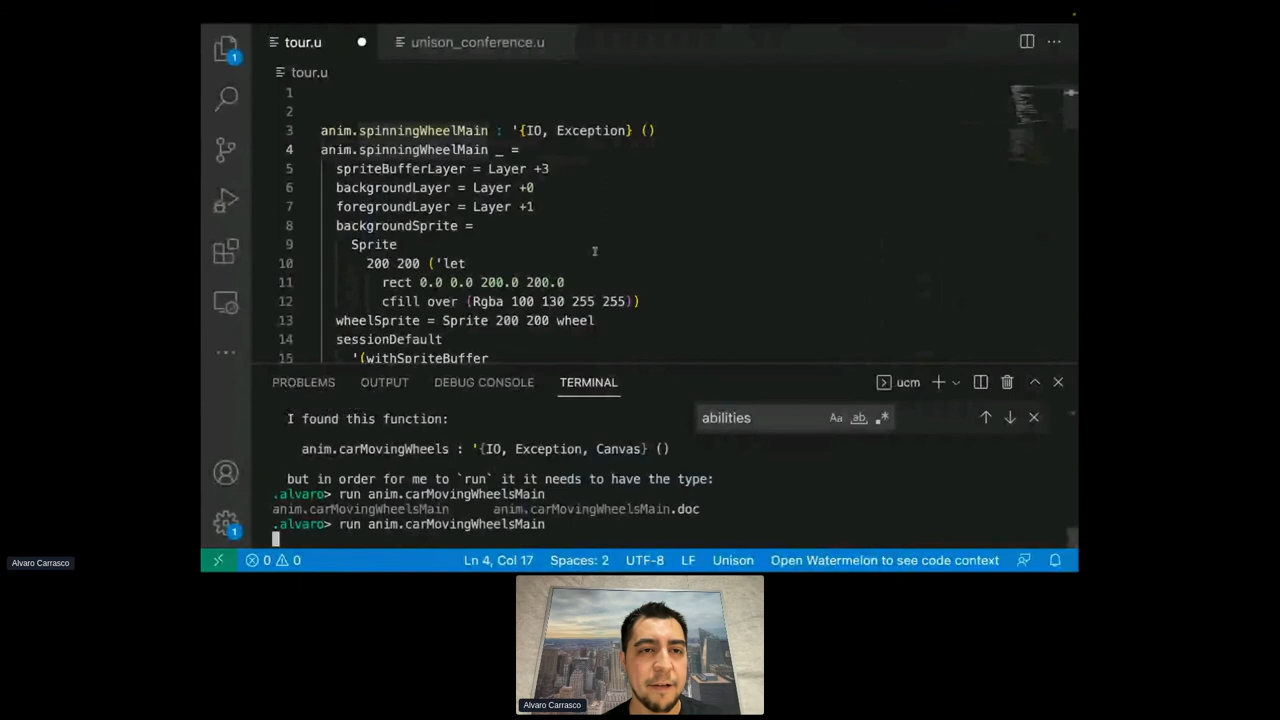 tour.u
unison_conference.u
tour.u
1
1
2
3 anim.spinningWheelMain : '{IO, Exception} ()
4 anim.spinningWheelMain _ =
5 spriteBufferLayer = Layer +3
6 backgroundLayer = Layer +0
7 foregroundLayer = Layer +1
8 backgroundSprite =
9 Sprite
10 200 200 ('let
11 rect 0.0 0.0 200.0 200.0
12 cfill over (Rgba 100 130 255 255))
13 wheelSprite = Sprite 200 200 wheel
14 sessionDefault
15 '(withSpriteBuffer
PROBLEMS OUTPUT DEBUG CONSOLE TERMINAL ucm
abilities Aa ab .*
I found this function:
anim.carMovingWheels : '{IO, Exception, Canvas} ()
but in order for me to `run` it it needs to have the type:
.alvaro> run anim.carMovingWheelsMain
anim.carMovingWheelsMain anim.carMovingWheelsMain.doc
.alvaro> run anim.carMovingWheelsMain
1
0 0 Ln 4, Col 17 Spaces: 2 UTF-8 LF Unison Open Watermelon to see code context
Alvaro Carrasco
Alvaro Carrasco